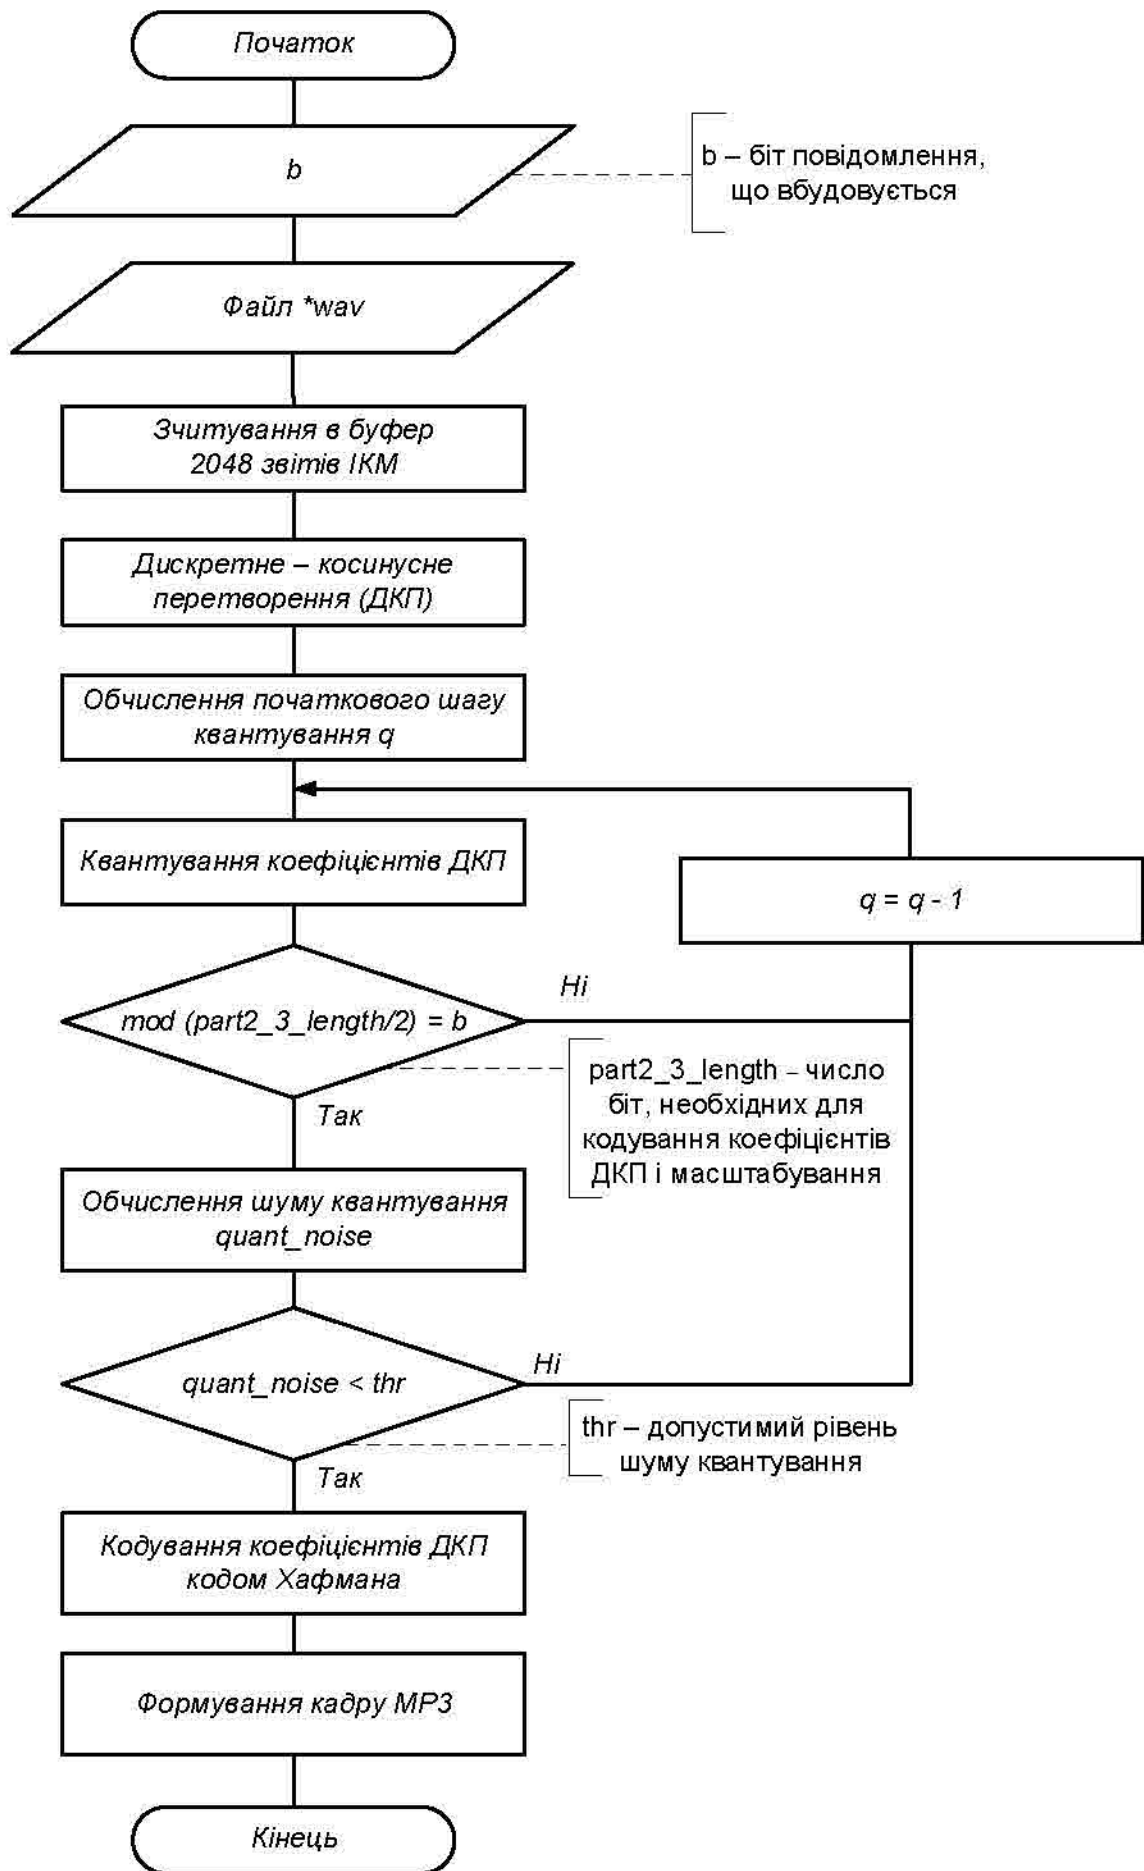 Початок
b
b – біт повідомлення,
що вбудовується
Файл *wav
Зчитування в буфер
2048 звітів ІКМ
Дискретне – косинусне
перетворення (ДКП)
Обчислення початкового шагу
квантування q
Квантування коефіцієнтів ДКП
q = q - 1
Ні
mod (part2_3_length/2) = b
part2_3_length – число
біт, необхідних для
кодування коефіцієнтів
ДКП і масштабування
Так
Обчислення шуму квантування
quant_noise
Ні
quant_noise < thr
thr – допустимий рівень
шуму квантування
Так
Кодування коефіцієнтів ДКП
кодом Хафмана
Формування кадру МР3
Кінець